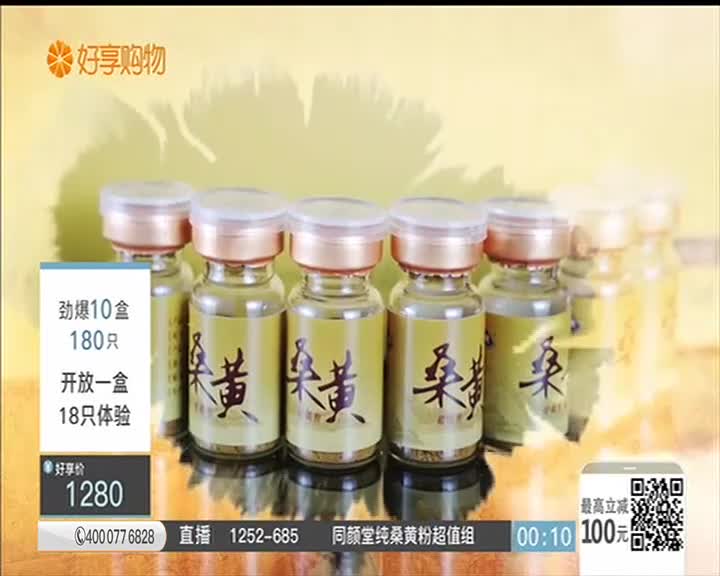 好享购物
桑黄
桑黄
桑黄
桑
劲爆10盒
180只
开放一盒
18只体验
好享价
1280
最高立减
100元
4000776828
直播
1252-685
同颜堂纯桑黄粉超值组
00:10